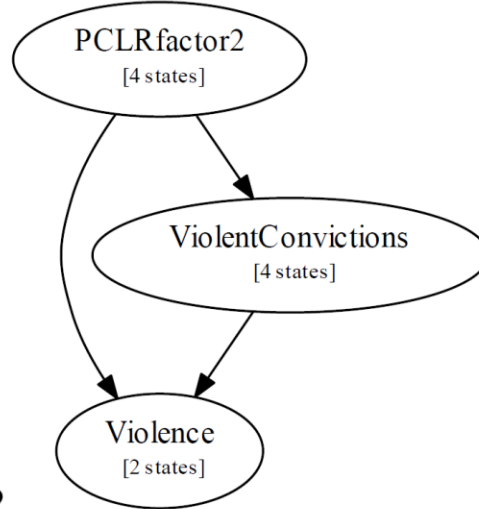 PCLRfactor2
[4 states]
ViolentConvictions
[4 states]
Violence
[2 states]